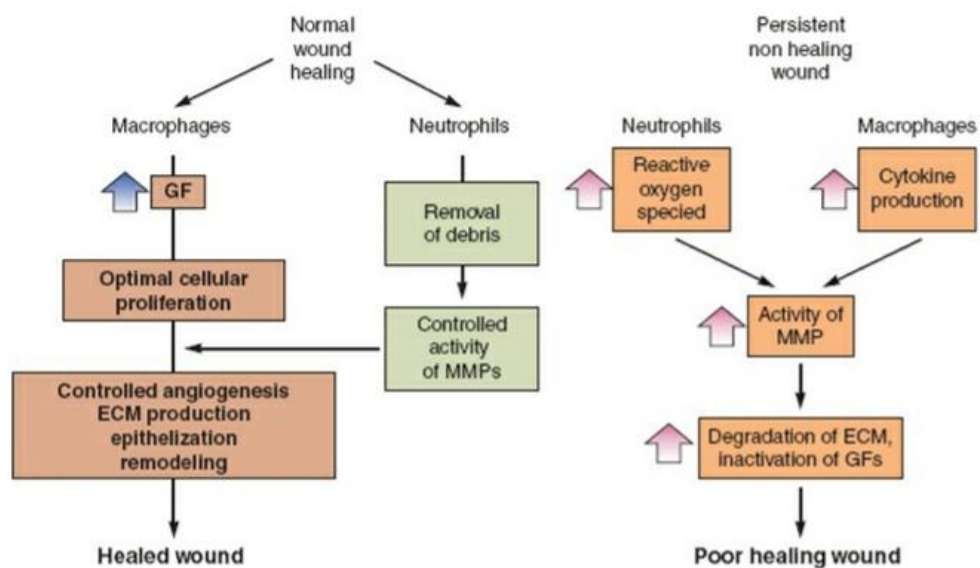 Normal
wound
healing
Macrophages
Neutrophils
GF
Removal
of debris
Optimal cellular
proliferation
Controlled
activity
of MMPs
Controlled angiogenesis
ECM production
epithelization
remodeling
Healed wound
Persistent
non healing
wound
Neutrophils
Macrophages
Reactive
oxygen
specied
Cytokine
production
Activity of
MMP
Degradation of ECM,
inactivation of GFs
Poor healing wound